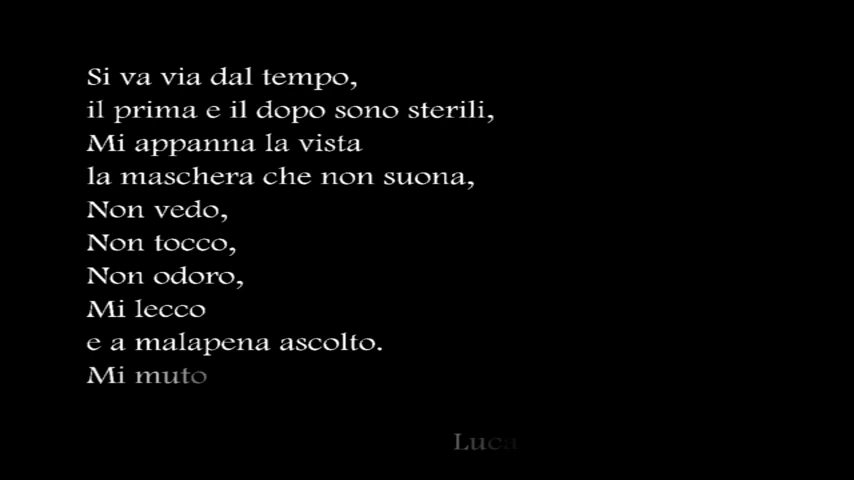 Si va via dal tempo,
il prima e il dopo sono sterili,
Mi appanna la vista
la maschera che non suona,
Non vedo,
Non tocco,
Non odoro,
Mi lecco
e a malapena ascolto.
Mi muto
Luca